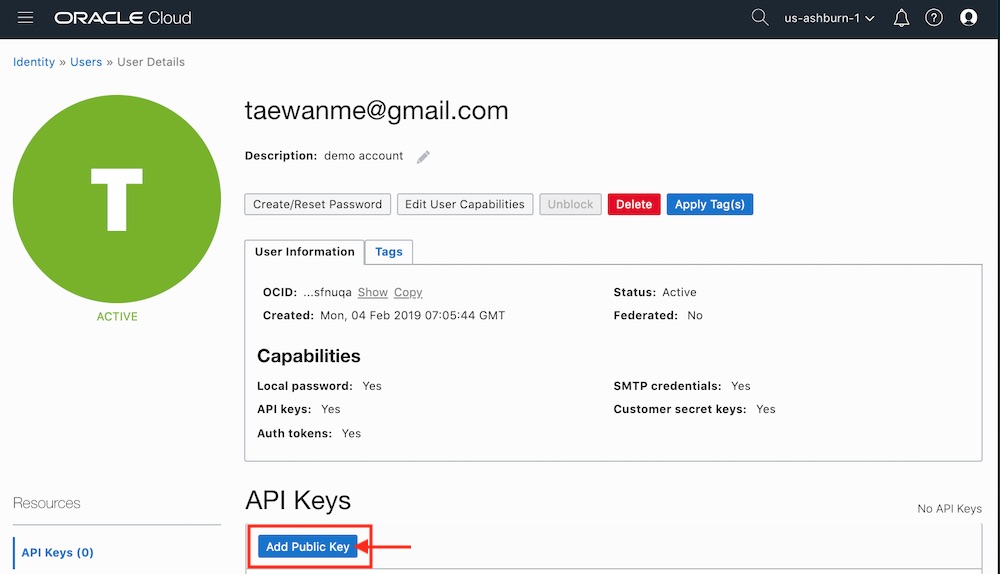 ORACLE Cloud us-ashburn-1 ?
Identity » Users » User Details
T
ACTIVE
taewanme@gmail.com
Description: demo account
Create/Reset Password Edit User Capabilities Unblock Delete Apply Tag(s)
User Information Tags
OCID: ...sfnuqa Show Copy Status: Active
Created: Mon, 04 Feb 2019 07:05:44 GMT Federated: No
Capabilities
Local password: Yes SMTP credentials: Yes
API keys: Yes Customer secret keys: Yes
Auth tokens: Yes
Resources
API Keys (0)
API Keys
No API Keys
Add Public Key